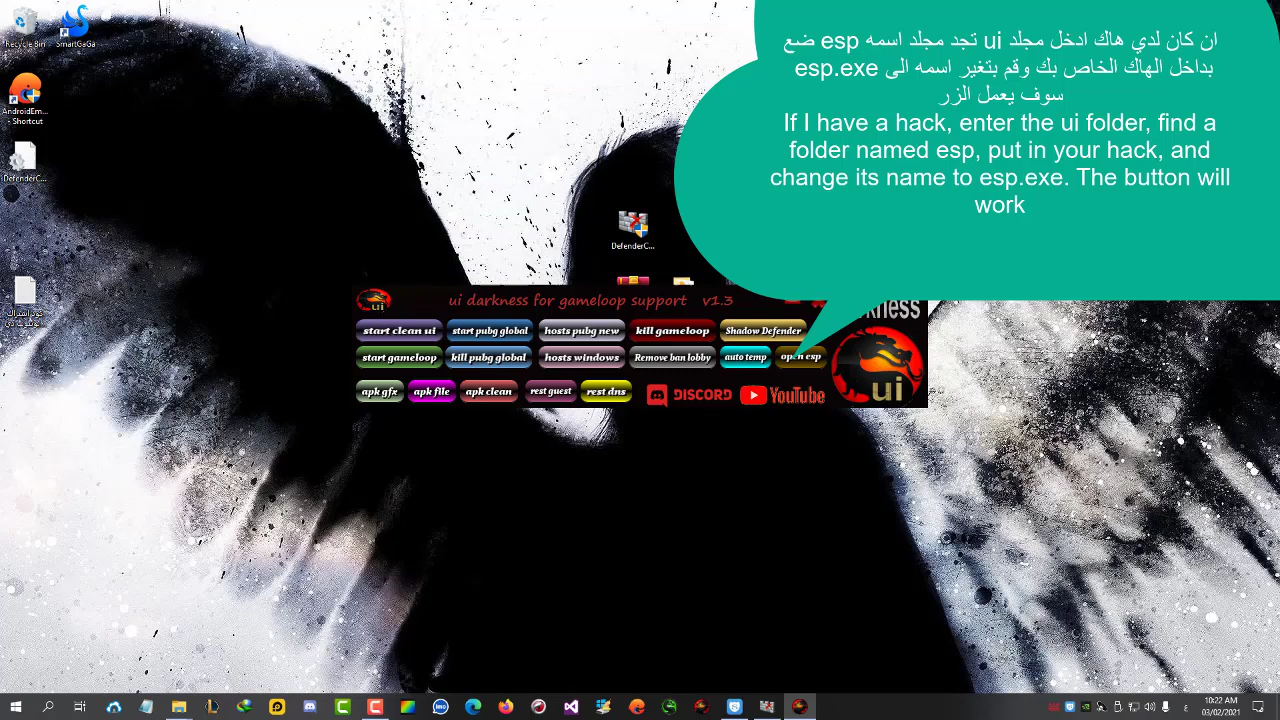 Recycle Bin
SmartGaGa
AndroidEm...
Shortcut
DefenderC...
DefenderC...
ان كان لدي هاك ادخل مجلد ui تجد مجلد اسمه esp ضع
بداخل الهاك الخاص بك وقم بتغير اسمه الى esp.exe
سوف يعمل الزر
If I have a hack, enter the ui folder, find a
folder named esp, put in your hack, and
change its name to esp.exe. The button will
work
ui
ui darkness for gameloop support v1.3
start clean ui
start pubg global
hosts pubg new
kill gameloop
Shadow Defender
start gameloop
kill pubg global
hosts windows
Remove ban lobby
auto temp
open esp
apk gfx
apk file
apk clean
rest guest
rest dns
DISCORD
YouTube
ui
imo
ع
10:22 AM
03/02/2021